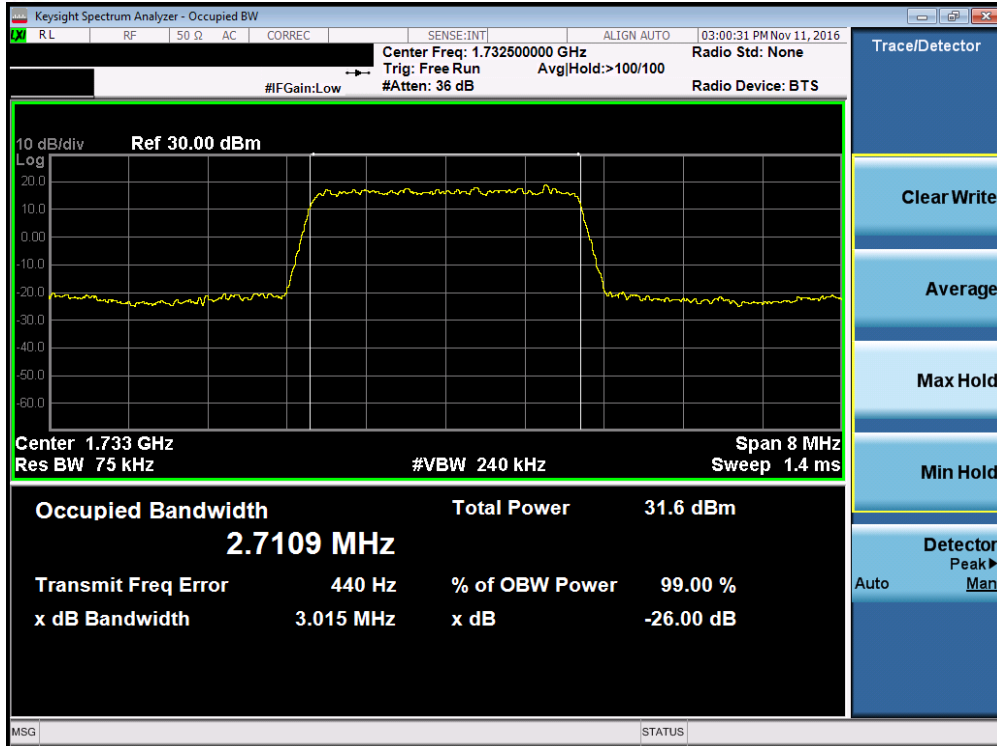 Keysight Spectrum Analyzer - Occupied BW
LXI RL RF 50 Ω AC CORREC SENSE:INT ALIGN AUTO 03:00:31 PM Nov 11, 2016
Center Freq: 1.732500000 GHz Radio Std: None
Trig: Free Run Avg|Hold:>100/100
#IFGain:Low #Atten: 36 dB Radio Device: BTS
10 dB/div Ref 30.00 dBm
Log
20.0
10.0
0.00
-10.0
-20.0
-30.0
-40.0
-50.0
-60.0
Center 1.733 GHz Span 8 MHz
Res BW 75 kHz #VBW 240 kHz Sweep 1.4 ms
Occupied Bandwidth Total Power 31.6 dBm
2.7109 MHz
Transmit Freq Error 440 Hz % of OBW Power 99.00 %
x dB Bandwidth 3.015 MHz x dB -26.00 dB
MSG STATUS
Trace/Detector
Clear Write
Average
Max Hold
Min Hold
Detector
Peak▶
Auto Man